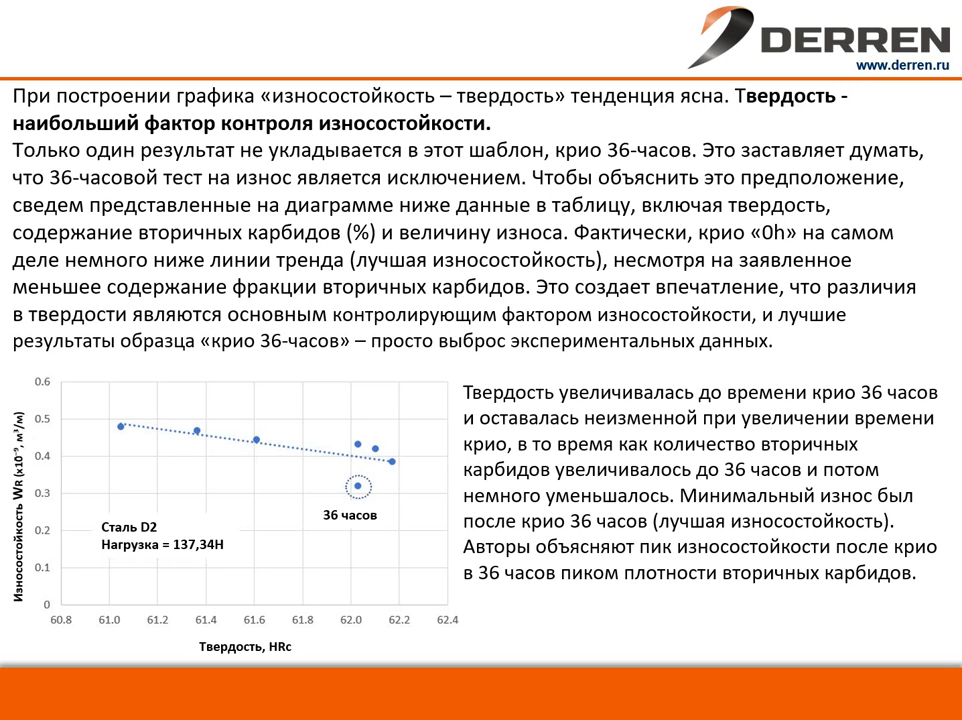 DERREN
www.derren.ru
При построении графика «износостойкость – твердость» тенденция ясна. Твердость -
наибольший фактор контроля износостойкости.
Только один результат не укладывается в этот шаблон, крио 36-часов. Это заставляет думать,
что 36-часовой тест на износ является исключением. Чтобы объяснить это предположение,
сведем представленные на диаграмме ниже данные в таблицу, включая твердость,
содержание вторичных карбидов (%) и величину износа. Фактически, крио «0h» на самом
деле немного ниже линии тренда (лучшая износостойкость), несмотря на заявленное
меньшее содержание фракции вторичных карбидов. Это создает впечатление, что различия
в твердости являются основным контролирующим фактором износостойкости, и лучшие
результаты образца «крио 36-часов» – просто выброс экспериментальных данных.
Износостойкость WR (x10⁻⁹, м³/м)
0.6
0.5
0.4
0.3
0.2
0.1
0
36 часов
Сталь D2
Нагрузка = 137,34Н
60.8 61.0 61.2 61.4 61.6 61.8 62.0 62.2 62.4
Твердость, HRc
Твердость увеличивалась до времени крио 36 часов
и оставалась неизменной при увеличении времени
крио, в то время как количество вторичных
карбидов увеличивалось до 36 часов и потом
немного уменьшалось. Минимальный износ был
после крио 36 часов (лучшая износостойкость).
Авторы объясняют пик износостойкости после крио
в 36 часов пиком плотности вторичных карбидов.